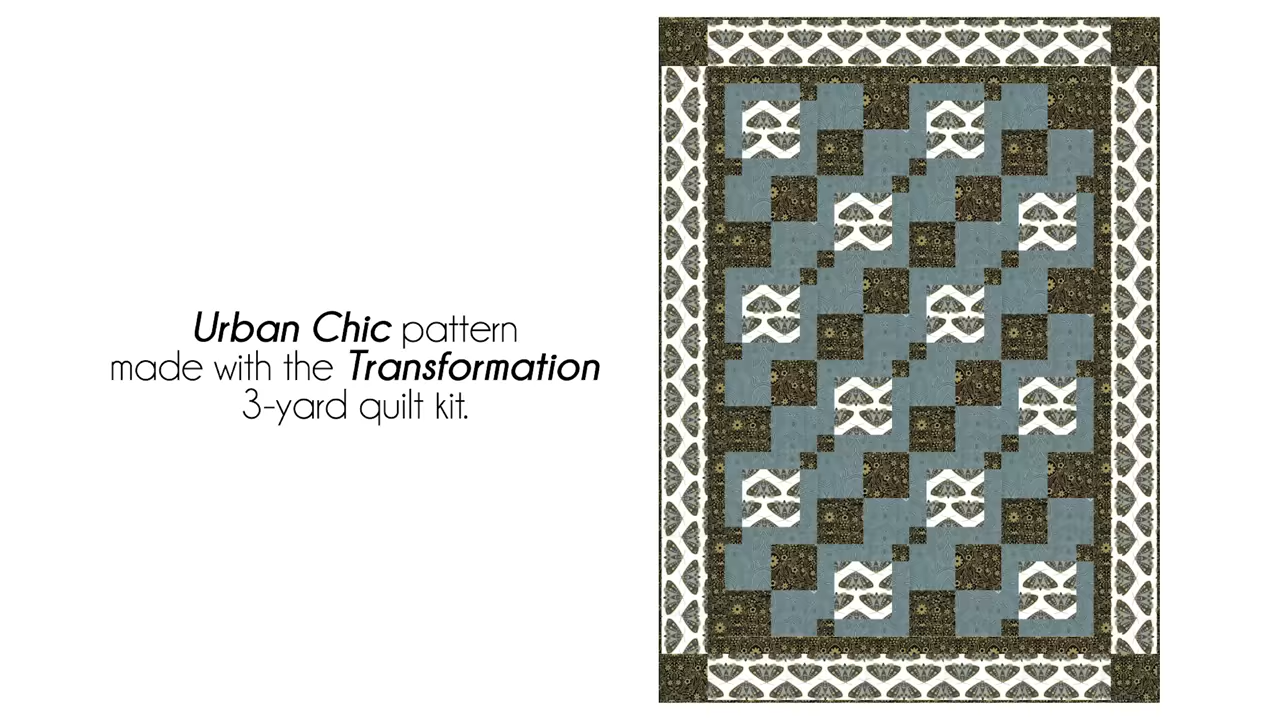 Urban Chic pattern
made with the Transformation
3-yard quilt kit.